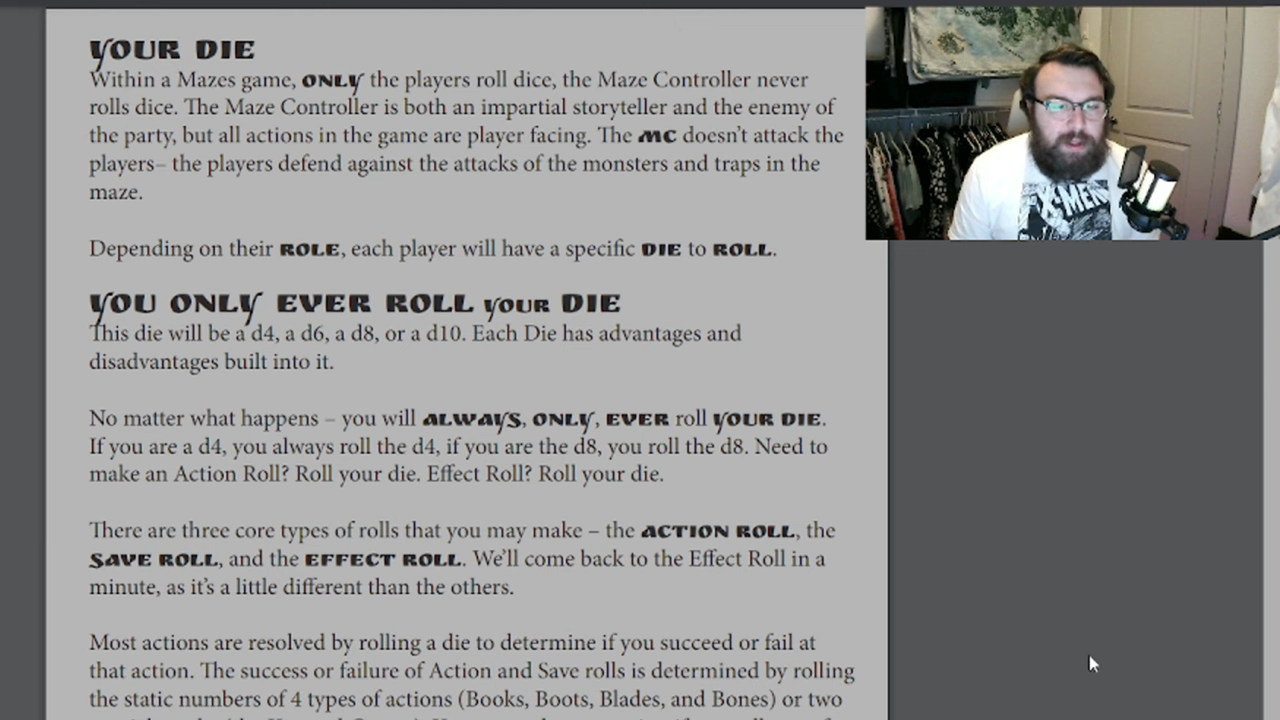 YOUR DIE
Within a Mazes game, ONLY the players roll dice, the Maze Controller never
rolls dice. The Maze Controller is both an impartial storyteller and the enemy of
the party, but all actions in the game are player facing. The MC doesn't attack the
players– the players defend against the attacks of the monsters and traps in the
maze.
Depending on their ROLE, each player will have a specific DIE to ROLL.
YOU ONLY EVER ROLL YOUR DIE
This die will be a d4, a d6, a d8, or a d10. Each Die has advantages and
disadvantages built into it.
No matter what happens – you will ALWAYS, ONLY, EVER roll YOUR DIE.
If you are a d4, you always roll the d4, if you are the d8, you roll the d8. Need to
make an Action Roll? Roll your die. Effect Roll? Roll your die.
There are three core types of rolls that you may make – the ACTION ROLL, the
SAVE ROLL, and the EFFECT ROLL. We'll come back to the Effect Roll in a
minute, as it's a little different than the others.
Most actions are resolved by rolling a die to determine if you succeed or fail at
that action. The success or failure of Action and Save rolls is determined by rolling
the static numbers of 4 types of actions (Books, Boots, Blades, and Bones) or two
X-MEN